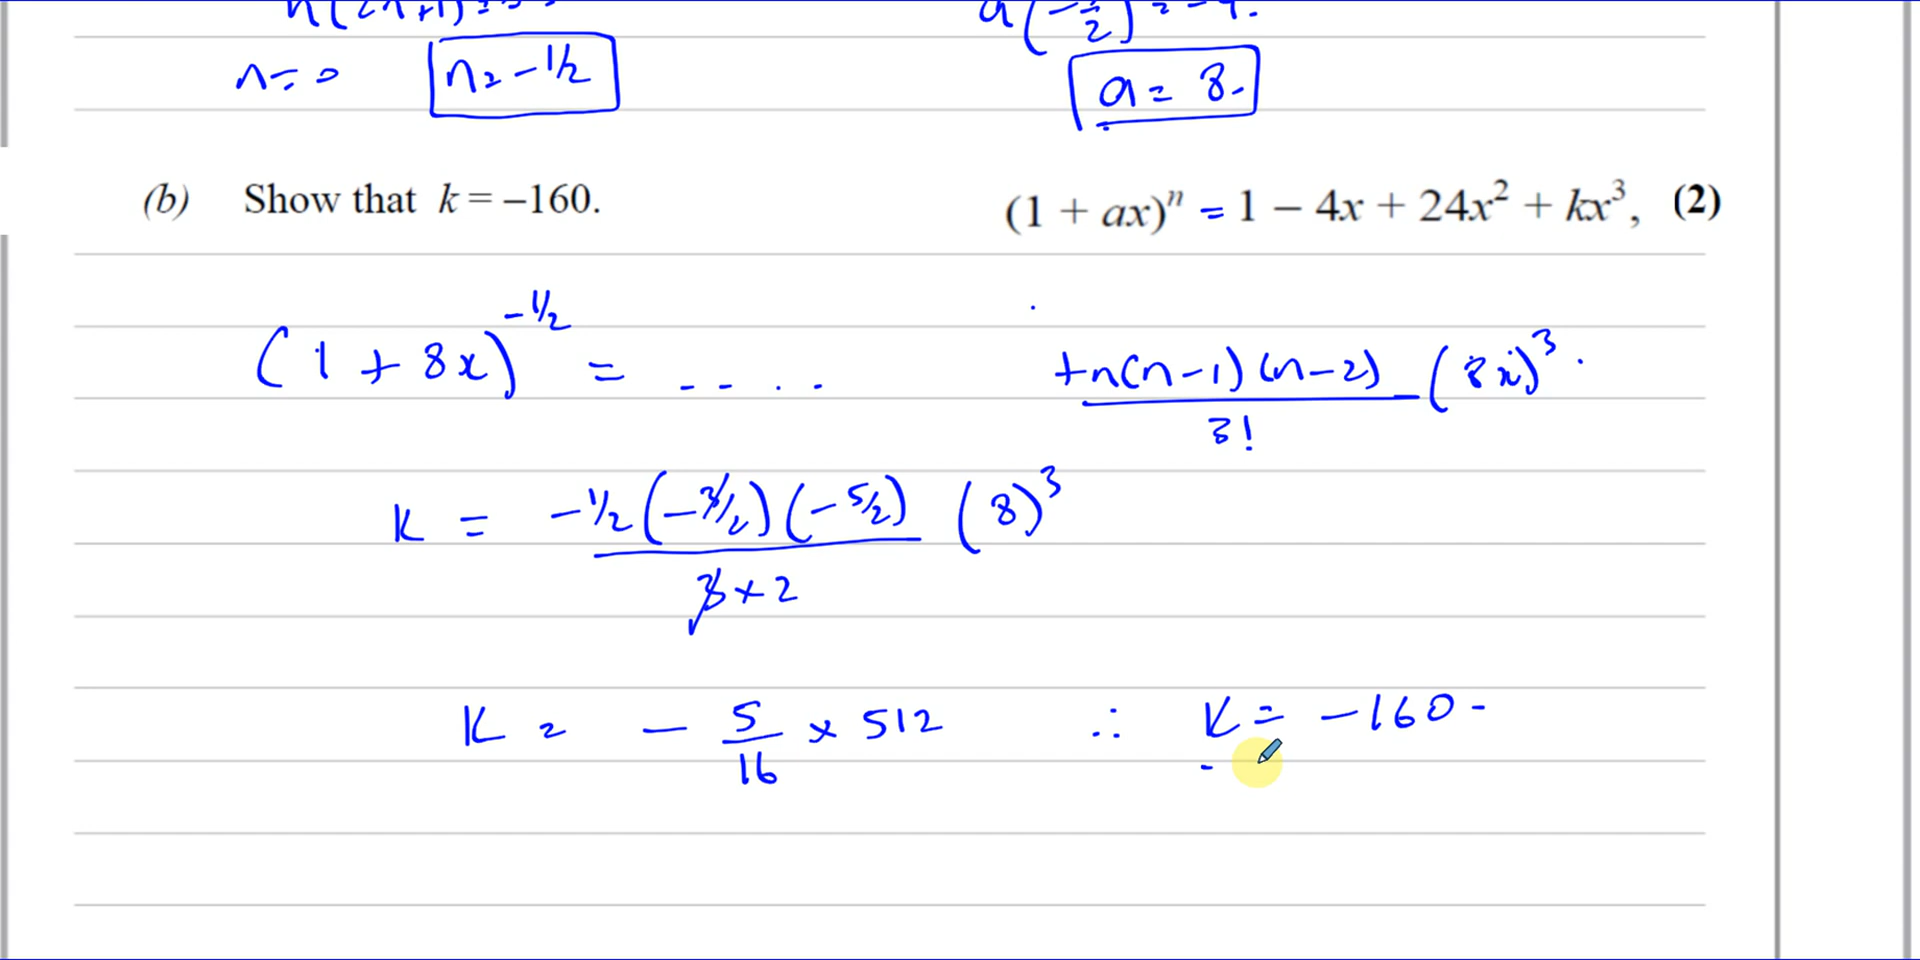 n = 0   n = -1/2   a = 8.
(b) Show that k = –160.   (1 + ax)ⁿ = 1 − 4x + 24x² + kx³, (2)
(1 + 8x)^-1/2 = -- ..   + n(n-1)(n-2)/3! (8x)³.
k = -1/2(-3/2)(-5/2)/3×2 (8)³
K = - 5/16 × 512   ∴ K = -160-